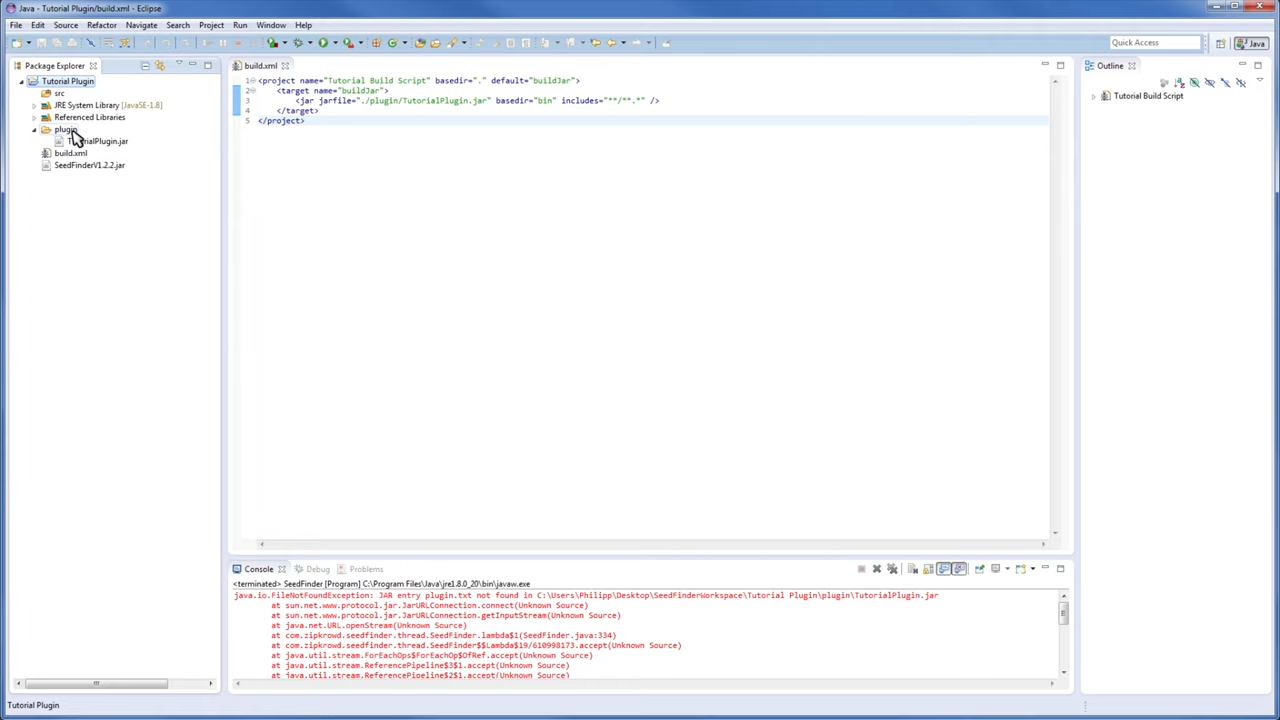 Java - Tutorial Plugin/build.xml - Eclipse
File Edit Source Refactor Navigate Search Project Run Window Help
Quick Access
Java
Package Explorer
Tutorial Plugin
src
JRE System Library [JavaSE-1.8]
Referenced Libraries
plugin
TutorialPlugin.jar
build.xml
SeedFinderV1.2.2.jar
build.xml
1 <project name="Tutorial Build Script" basedir="." default="buildJar">
2 <target name="buildJar">
3 <jar jarfile="./plugin/TutorialPlugin.jar" basedir="bin" includes="**/**.*" />
4 </target>
5 </project>
Outline
Tutorial Build Script
Console Debug Problems
<terminated> SeedFinder [Program] C:\Program Files\Java\jre1.8.0_20\bin\javaw.exe
java.io.FileNotFoundException: JAR entry plugin.txt not found in C:\Users\Philipp\Desktop\SeedFinderWorkspace\Tutorial Plugin\plugin\TutorialPlugin.jar
at sun.net.www.protocol.jar.JarURLConnection.connect(Unknown Source)
at sun.net.www.protocol.jar.JarURLConnection.getInputStream(Unknown Source)
at java.net.URL.openStream(Unknown Source)
at com.zipkrowd.seedfinder.thread.SeedFinder.lambda$1(SeedFinder.java:334)
at com.zipkrowd.seedfinder.thread.SeedFinder$$Lambda$19/610998173.accept(Unknown Source)
at java.util.stream.ForEachOps$ForEachOp$OfRef.accept(Unknown Source)
at java.util.stream.ReferencePipeline$3$1.accept(Unknown Source)
at java.util.stream.ReferencePipeline$2$1.accept(Unknown Source)
Tutorial Plugin